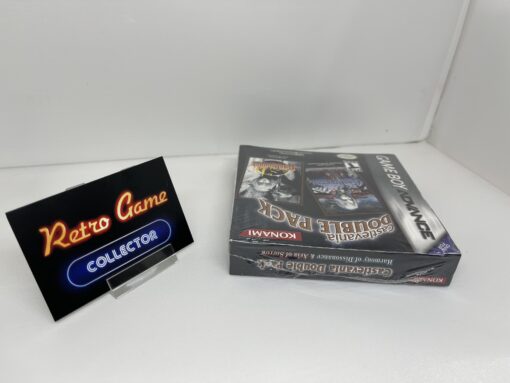 Retro Game
COLLECTOR
GAME BOY ADVANCE
Castlevania
DOUBLE PACK
KONAMI
Castlevania Double Pack
Harmony of Dissonance & Aria of Sorrow
KONAMI